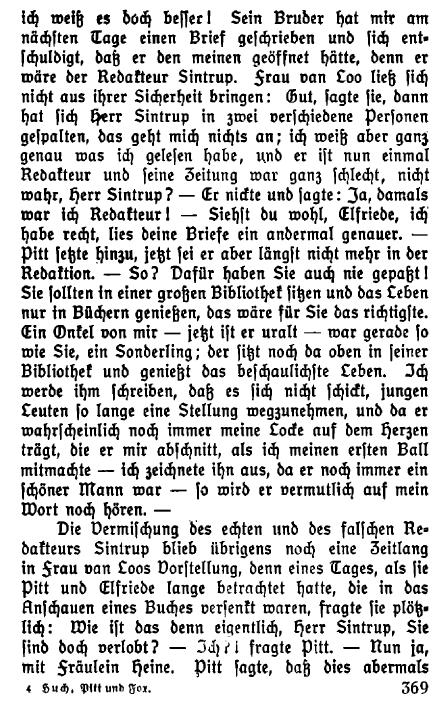 ich weiß es doch besser! Sein Bruder hat mir am
nächsten Tage einen Brief geschrieben und sich ent-
schuldigt, daß er den meinen geöffnet hätte, denn er
wäre der Redakteur Sintrup. Frau van Loo ließ sich
nicht aus ihrer Sicherheit bringen: Gut, sagte sie, dann
hat sich Herr Sintrup in zwei verschiedene Personen
gespalten, das geht mich nichts an; ich weiß aber ganz
genau was ich gelesen habe, und er ist nun einmal
Redakteur und seine Zeitung war ganz schlecht, nicht
wahr, Herr Sintrup? — Er nickte und sagte: Ja, damals
war ich Redakteur! — Siehst du wohl, Elfriede, ich
habe recht, lies deine Briefe ein andermal genauer. —
Pitt setzte hinzu, jetzt sei er aber längst nicht mehr in der
Redaktion. — So? Dafür haben Sie auch nie gepaßt!
Sie sollten in einer großen Bibliothek sitzen und das Leben
nur in Büchern genießen, das wäre für Sie das richtigste.
Ein Onkel von mir — jetzt ist er uralt — war gerade so
wie Sie, ein Sonderling; der sitzt noch da oben in seiner
Bibliothek und genießt das beschaulichste Leben. Ich
werde ihm schreiben, daß es sich nicht schickt, jungen
Leuten so lange eine Stellung wegzunehmen, und da er
wahrscheinlich noch immer meine Locke auf dem Herzen
trägt, die er mir abschnitt, als ich meinen ersten Ball
mitmachte — ich zeichnete ihn aus, da er noch immer ein
schöner Mann war — so wird er vermutlich auf mein
Wort noch hören. —
Die Vermischung des echten und des falschen Re-
dakteurs Sintrup blieb übrigens noch eine Zeitlang
in Frau van Loos Vorstellung, denn eines Tages, als sie
Pitt und Elfriede lange betrachtet hatte, die in das
Anschauen eines Buches versenkt waren, fragte sie plötz-
lich: Wie ist das denn eigentlich, Herr Sintrup, Sie
sind doch verlobt? — Ich? fragte Pitt. — Nun ja,
mit Fräulein Heine. Pitt sagte, daß dies abermals
4 Huch, Pitt und Fox. 369